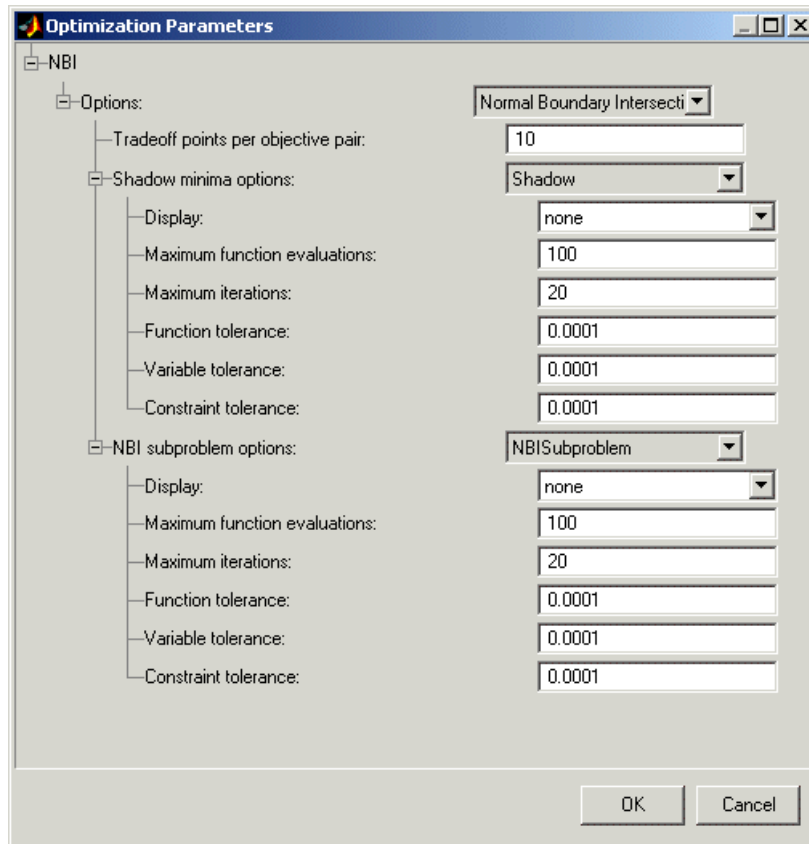 Optimization Parameters
NBI
Options: Normal Boundary Intersecti
Tradeoff points per objective pair: 10
Shadow minima options: Shadow
Display: none
Maximum function evaluations: 100
Maximum iterations: 20
Function tolerance: 0.0001
Variable tolerance: 0.0001
Constraint tolerance: 0.0001
NBI subproblem options: NBISubproblem
Display: none
Maximum function evaluations: 100
Maximum iterations: 20
Function tolerance: 0.0001
Variable tolerance: 0.0001
Constraint tolerance: 0.0001
OK Cancel